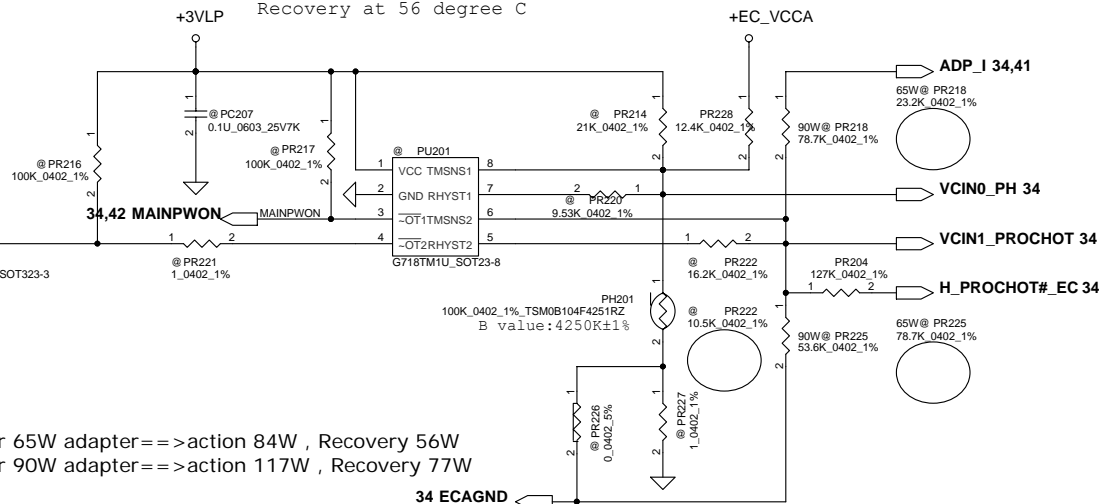 Recovery at 56 degree C
+3VLP
+EC_VCCA
ADP_I 34,41
65W@ PR218
23.2K_0402_1%
@ PC207
0.1U_0603_25V7K
@ PR214
21K_0402_1%
PR228
12.4K_0402_1%
90W@ PR218
78.7K_0402_1%
@ PR216
100K_0402_1%
@ PR217
100K_0402_1%
@ PU201
1 VCC TMSNS1 8
2 GND RHYST1 7
3 ~OT1 TMSNS2 6
4 ~OT2 RHYST2 5
G718TM1U_SOT23-8
@ PR220
9.53K_0402_1%
VCIN0_PH 34
34,42 MAINPWON
MAINPWON
VCIN1_PROCHOT 34
SOT323-3
@ PR221
1_0402_1%
@ PR222
16.2K_0402_1%
PR204
127K_0402_1%
H_PROCHOT#_EC 34
PH201
100K_0402_1%_TSM0B104F4251RZ
B value:4250K±1%
@ PR222
10.5K_0402_1%
90W@ PR225
53.6K_0402_1%
65W@ PR225
78.7K_0402_1%
@ PR226
0_0402_5%
@ PR227
1_0402_1%
r 65W adapter==>action 84W , Recovery 56W
r 90W adapter==>action 117W , Recovery 77W
34 ECAGND